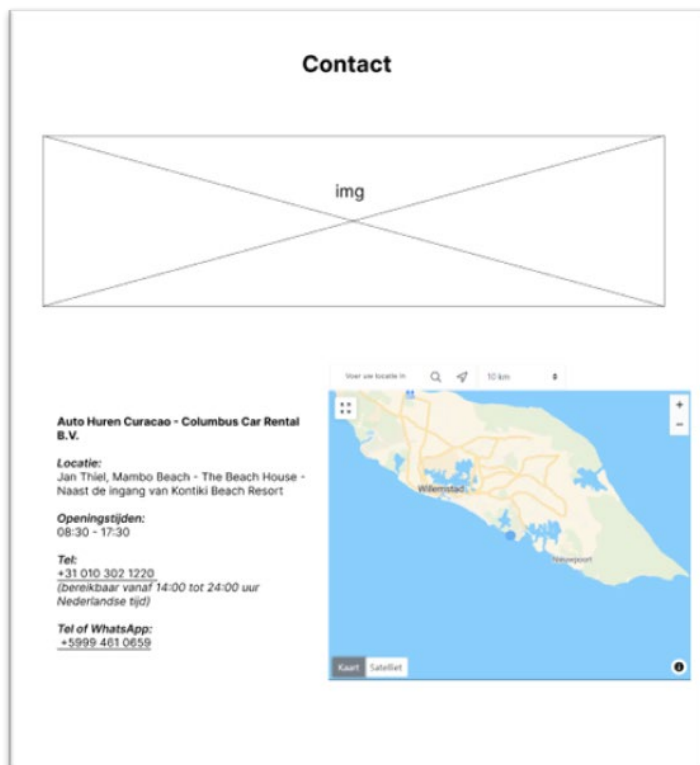 Contact
img
Voer uw locatie in
10 km
Auto Huren Curacao - Columbus Car Rental
B.V.
Locatie:
Jan Thiel, Mambo Beach - The Beach House -
Naast de ingang van Kontiki Beach Resort
Openingstijden:
08:30 - 17:30
Tel:
+31 010 302 1220
(bereikbaar vanaf 14:00 tot 24:00 uur
Nederlandse tijd)
Tel of WhatsApp:
+5999 461 0659
+
−
Willemstad
Nieuwpoort
Kaart
Satelliet